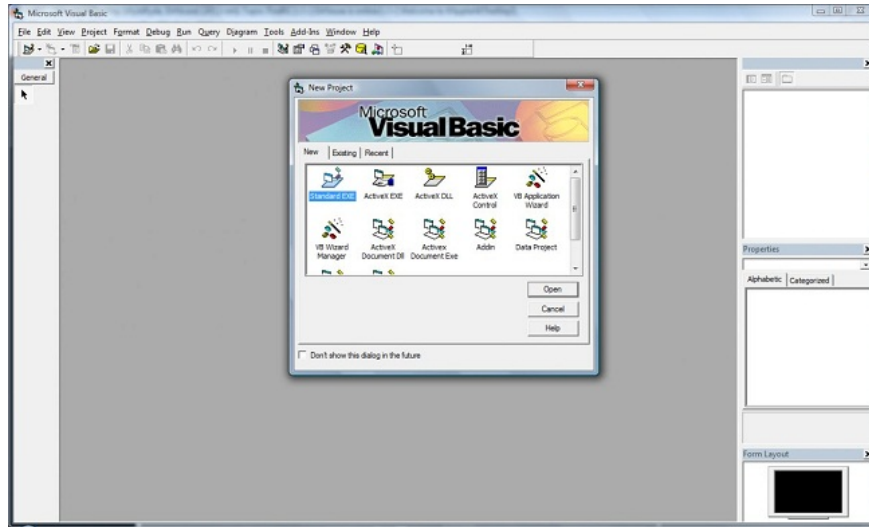 Microsoft Visual Basic
File Edit View Project Format Debug Run Query Diagram Tools Add-Ins Window Help
General
New Project
Microsoft
Visual Basic
New Existing Recent
Standard EXE ActiveX EXE ActiveX DLL ActiveX Control VB Application Wizard
VB Wizard Manager ActiveX Document Dll Activex Document Exe Addin Data Project
Open
Cancel
Help
Don't show this dialog in the future
Properties
Alphabetic Categorized
Form Layout